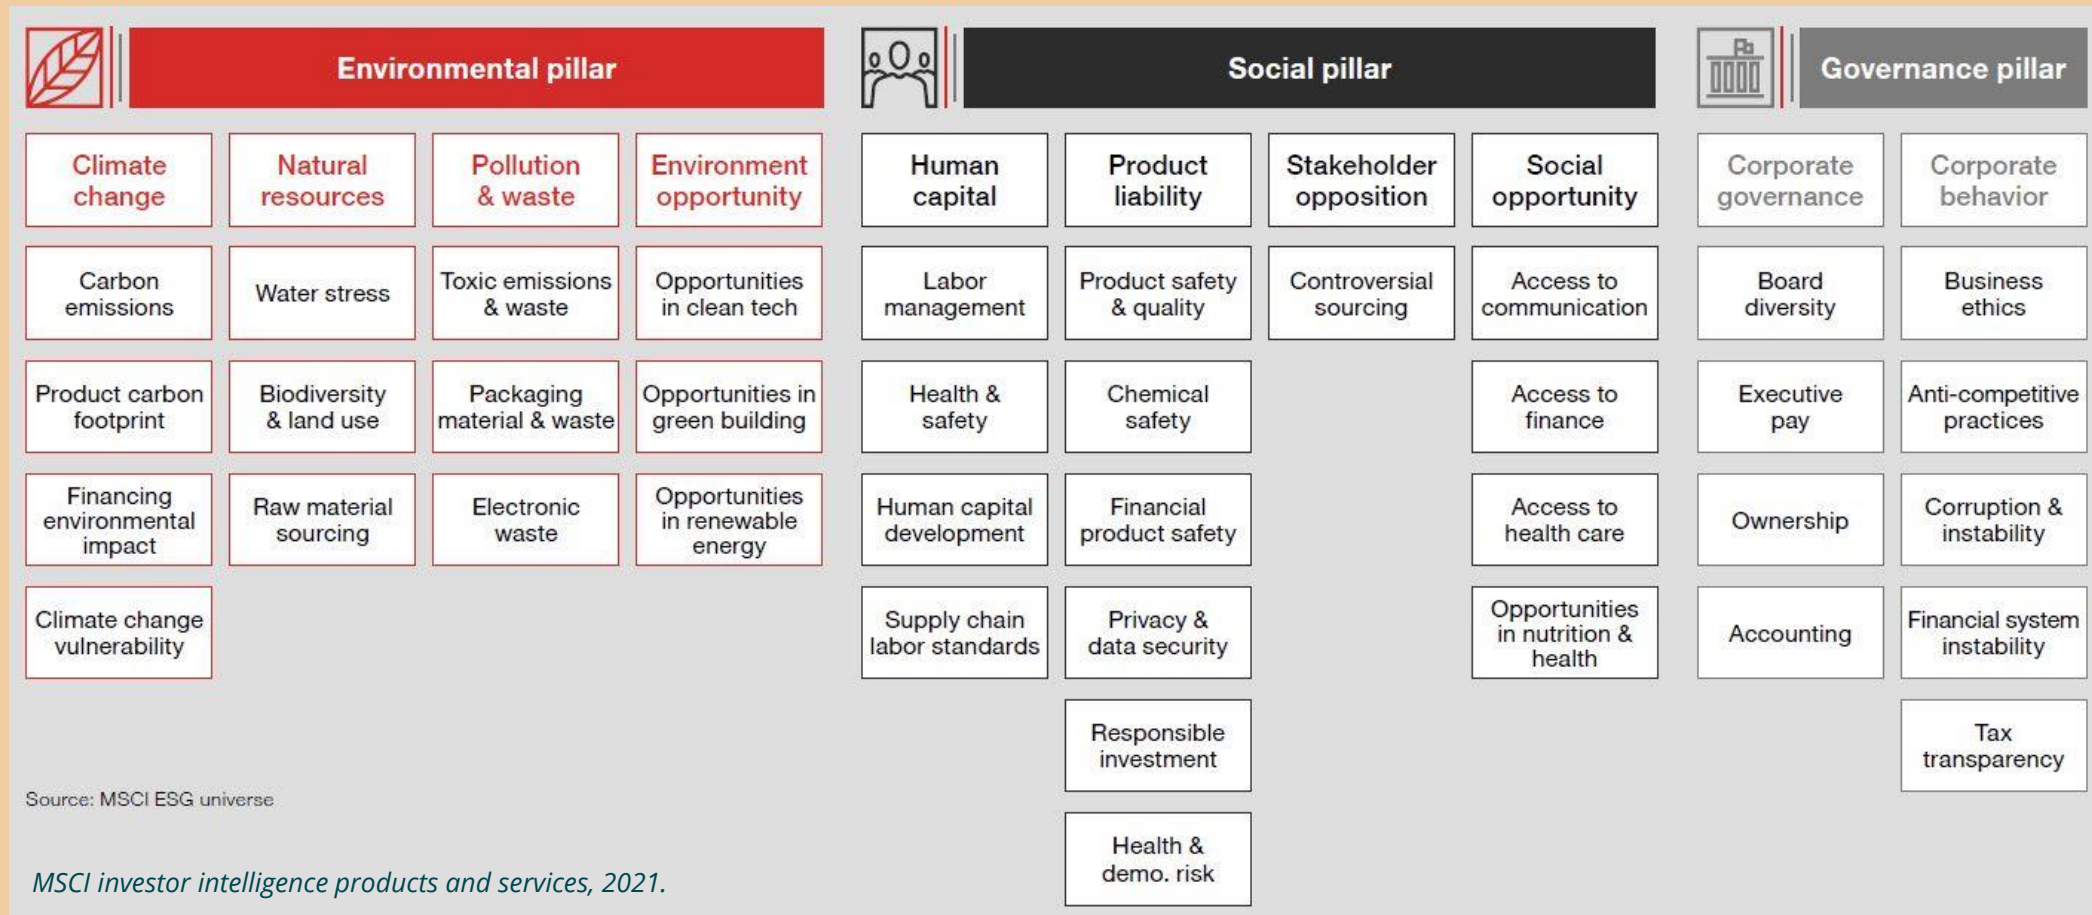 Environmental pillar
Climate
change
Carbon
emissions
Product carbon
footprint
Financing
environmental
impact
Climate change
vulnerability
Natural
resources
Water stress
Biodiversity
& land use
Raw material
sourcing
Pollution
& waste
Toxic emissions
& waste
Packaging
material & waste
Electronic
waste
Environment
opportunity
Opportunities
in clean tech
Opportunities in
green building
Opportunities
in renewable
energy
Social pillar
Human
capital
Labor
management
Health &
safety
Human capital
development
Supply chain
labor standards
Product
liability
Product safety
& quality
Chemical
safety
Financial
product safety
Privacy &
data security
Responsible
investment
Health &
demo. risk
Stakeholder
opposition
Controversial
sourcing
Social
opportunity
Access to
communication
Access to
finance
Access to
health care
Opportunities
in nutrition &
health
Governance pillar
Corporate
governance
Board
diversity
Executive
pay
Ownership
Accounting
Corporate
behavior
Business
ethics
Anti-competitive
practices
Corruption &
instability
Financial system
instability
Tax
transparency
Source: MSCI ESG universe
MSCI investor intelligence products and services, 2021.